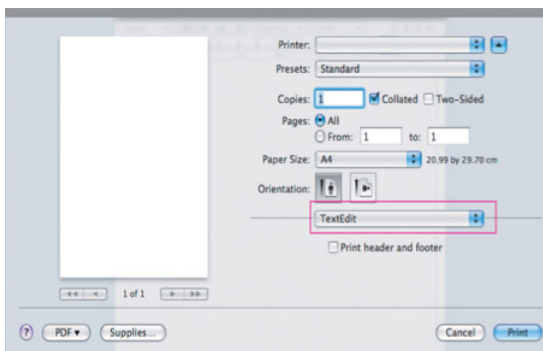 Printer:
Presets: Standard
Copies: 1 Collated Two-Sided
Pages: All
From: 1 to: 1
Paper Size: A4 20.99 by 29.70 cm
Orientation:
TextEdit
Print header and footer
1 of 1
? PDF Supplies... Cancel Print